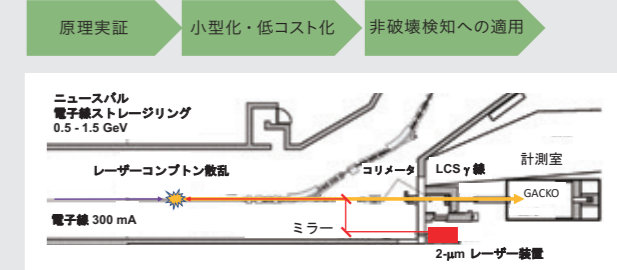 原理実証
小型化・低コスト化
非破壊検知への適用
ニュースバル
電子線ストレージリング
0.5 - 1.5 GeV
レーザーコンプトン散乱
コリメータ
LCS γ 線
計測室
GACKO
電子線 300 mA
ミラー
2-μm レーザー装置